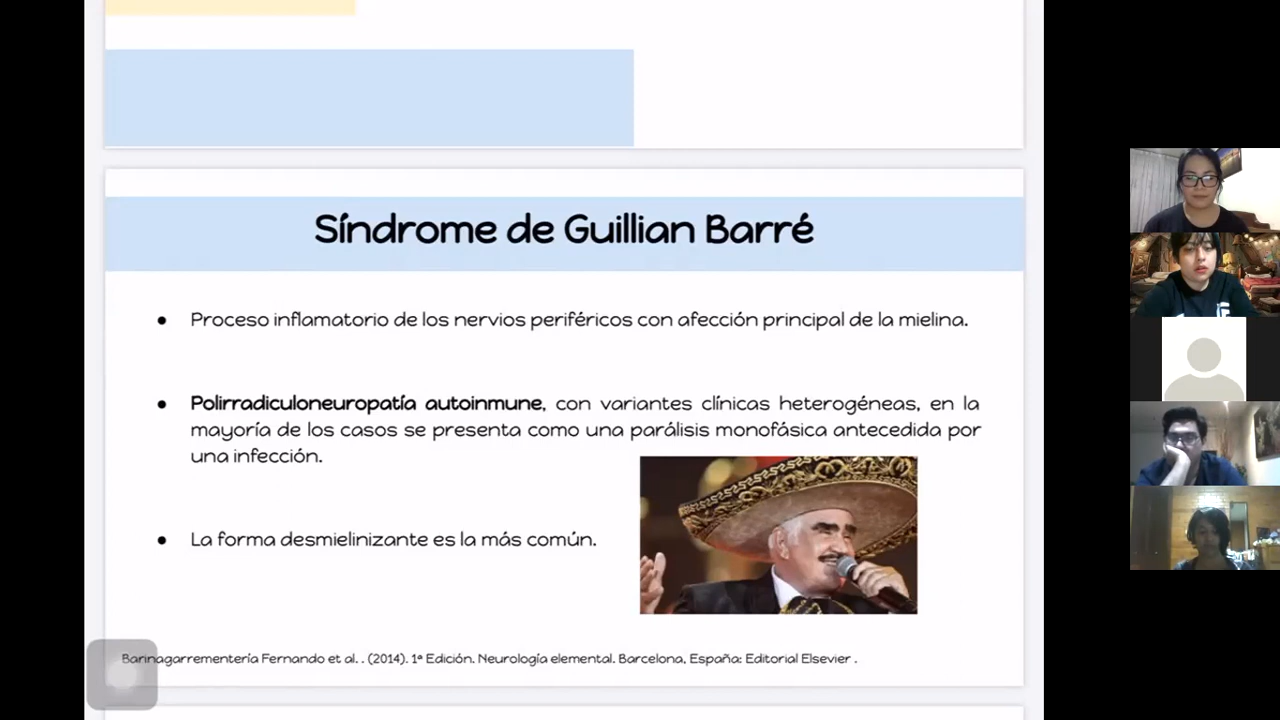 Síndrome de Guillian Barré
● Proceso inflamatorio de los nervios periféricos con afección principal de la mielina.
● Polirradiculoneuropatía autoinmune, con variantes clínicas heterogéneas, en la
mayoría de los casos se presenta como una parálisis monofásica antecedida por
una infección.
● La forma desmielinizante es la más común.
Barinagarrementería Fernando et al. . (2014). 1ª Edición. Neurología elemental. Barcelona, España: Editorial Elsevier .